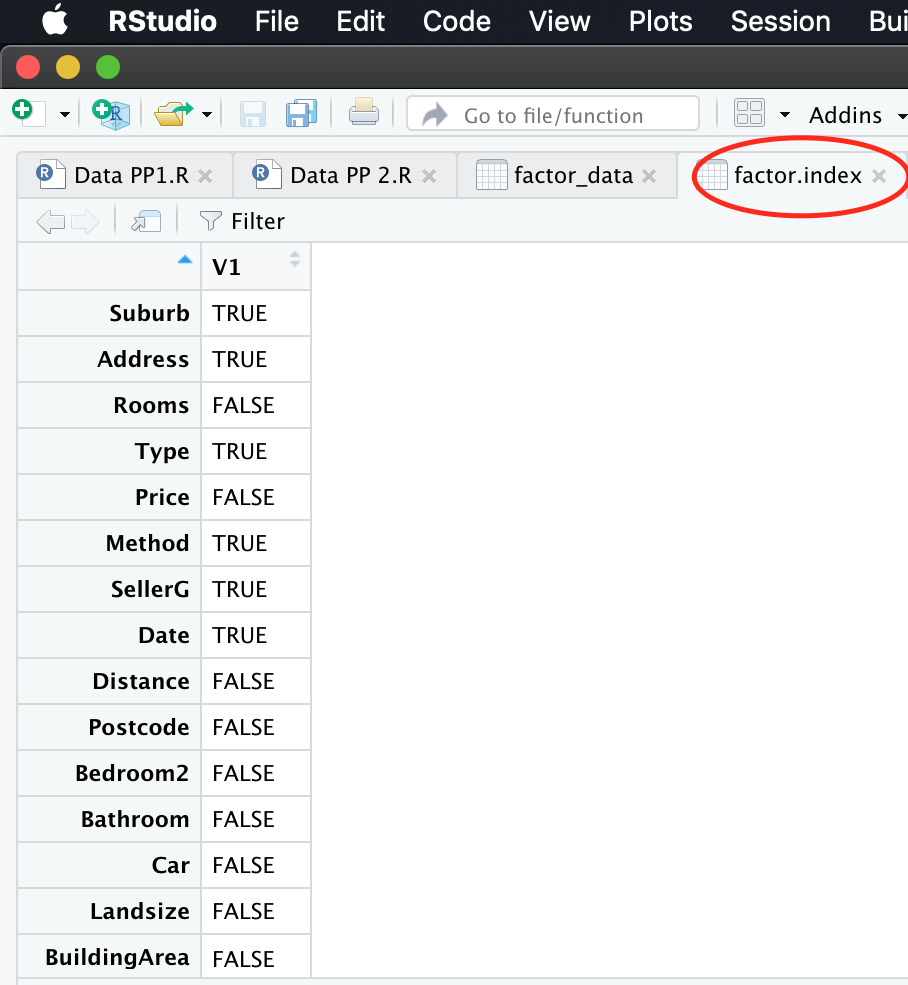 RStudio File Edit Code View Plots Session
Go to file/function Addins
Data PP1.R Data PP 2.R factor_data factor.index
Filter
V1
Suburb TRUE
Address TRUE
Rooms FALSE
Type TRUE
Price FALSE
Method TRUE
SellerG TRUE
Date TRUE
Distance FALSE
Postcode FALSE
Bedroom2 FALSE
Bathroom FALSE
Car FALSE
Landsize FALSE
BuildingArea FALSE